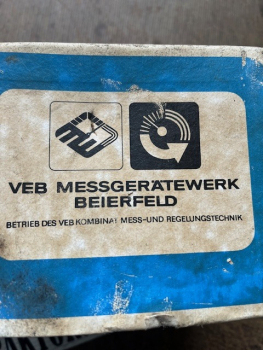 VEB MESSGERÄTEWERK
BEIERFELD
BETRIEB DES VEB KOMBINAT MESS-UND REGELUNGSTECHNIK